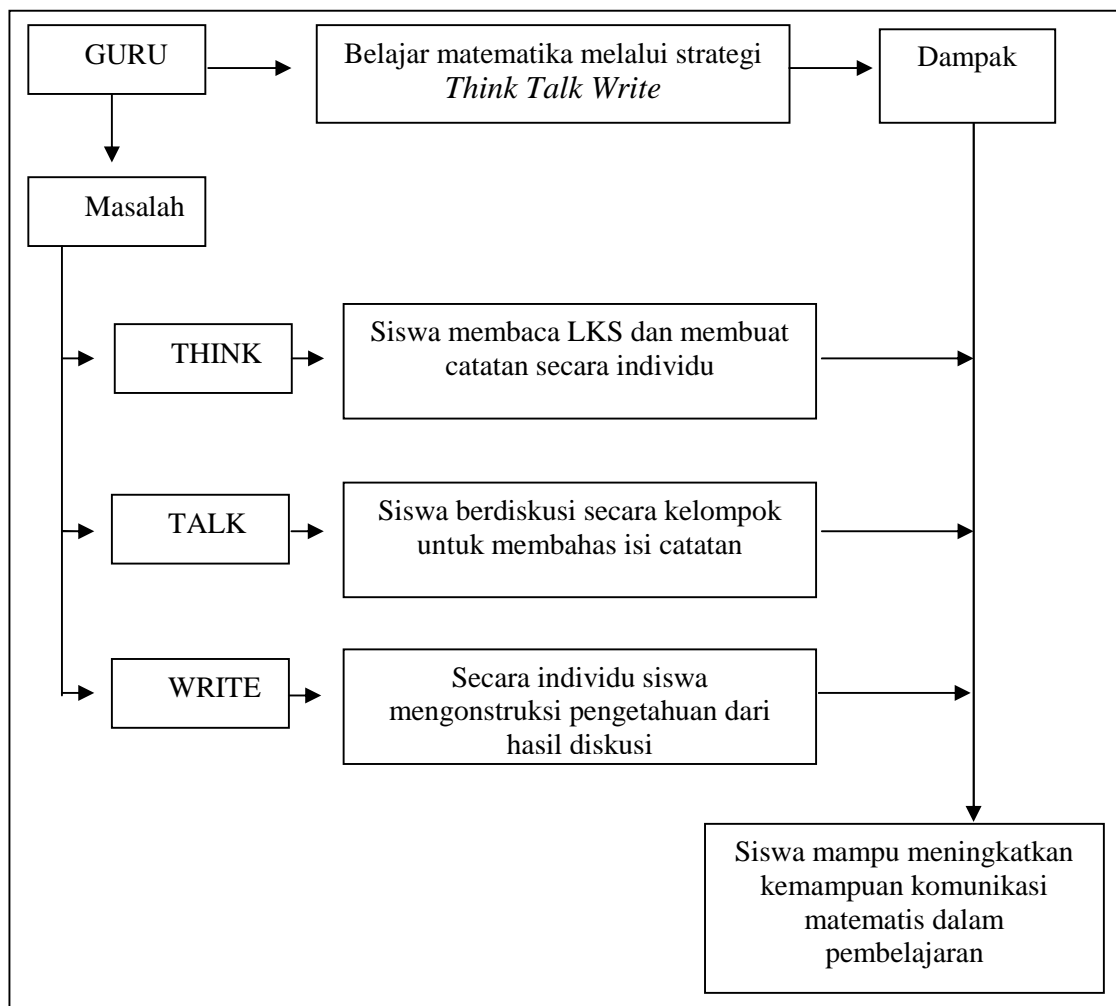 GURU
Belajar matematika melalui strategi
Think Talk Write
Dampak
Masalah
THINK
Siswa membaca LKS dan membuat
catatan secara individu
TALK
Siswa berdiskusi secara kelompok
untuk membahas isi catatan
WRITE
Secara individu siswa
mengonstruksi pengetahuan dari
hasil diskusi
Siswa mampu meningkatkan
kemampuan komunikasi
matematis dalam
pembelajaran